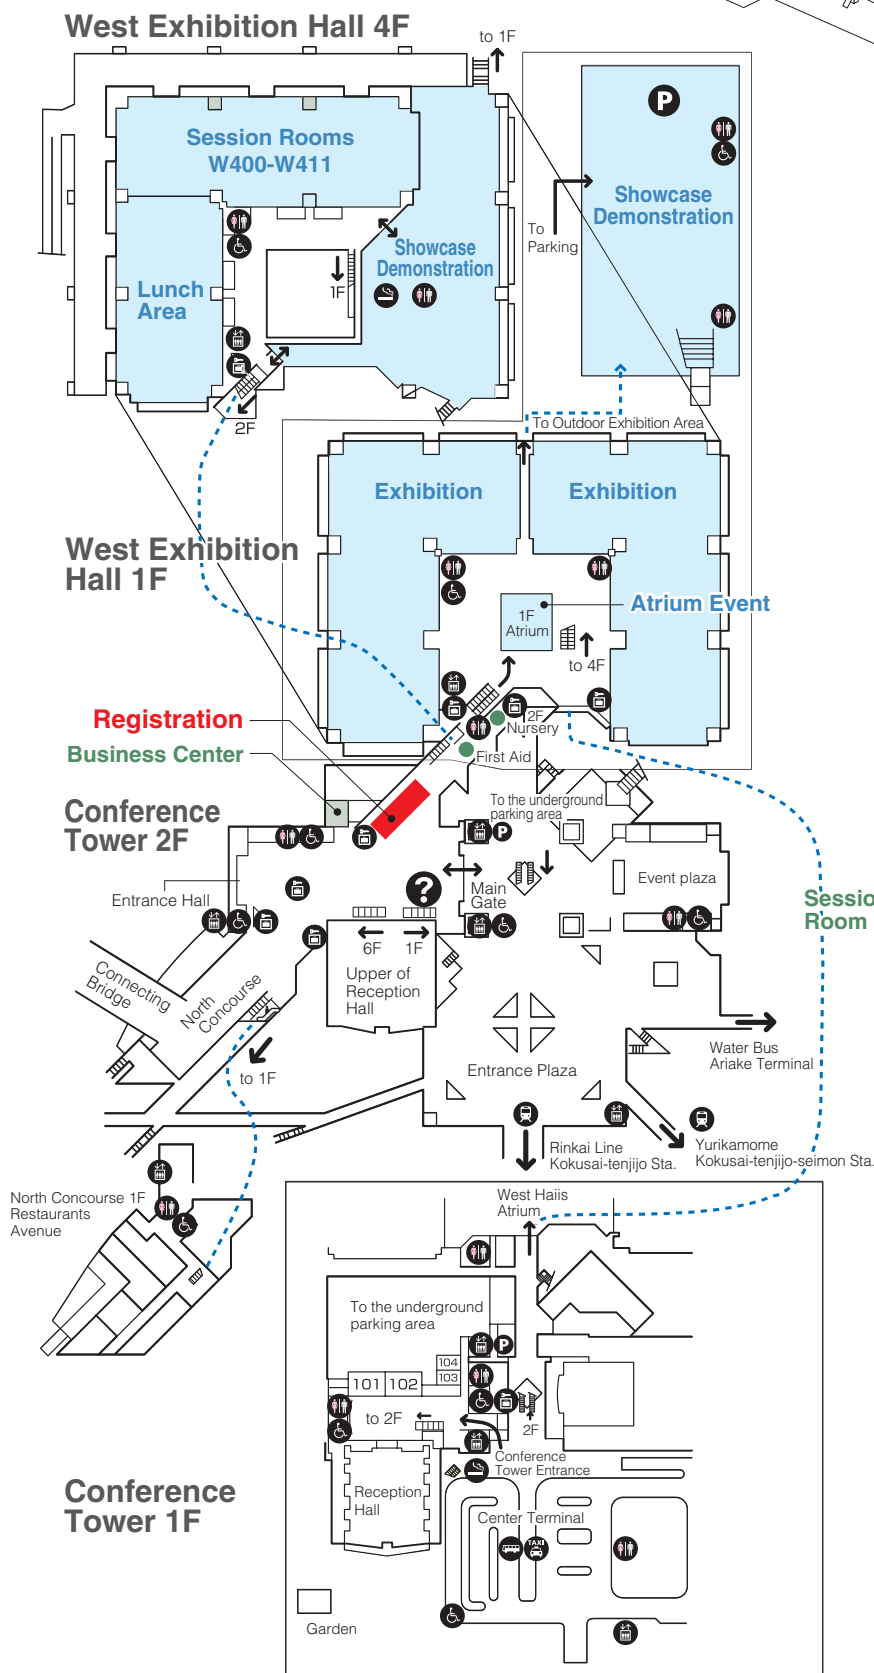 West Exhibition Hall 4F
to 1F
P
Session Rooms
W400-W411
Showcase
Demonstration
To
Parking
Showcase
Demonstration
1F
Lunch
Area
2F
To Outdoor Exhibition Area
Exhibition
Exhibition
West Exhibition
Hall 1F
Atrium Event
1F
Atrium
to 4F
Registration
2F
Nursery
Business Center
First Aid
Conference
Tower 2F
To the underground
parking area
P
Event plaza
?
Main
Gate
Entrance Hall
Session
Room
6F
1F
Connecting
Bridge
North
Concourse
Upper of
Reception
Hall
to 1F
Entrance Plaza
Water Bus
Ariake Terminal
Rinkai Line
Kokusai-tenjijo Sta.
Yurikamome
Kokusai-tenjijo-seimon Sta.
North Concourse 1F
Restaurants
Avenue
West Haiis
Atrium
To the underground
parking area
P
104
103
101
102
to 2F
2F
Conference
Tower Entrance
Conference
Tower 1F
Reception
Hall
Center Terminal
TAXI
Garden